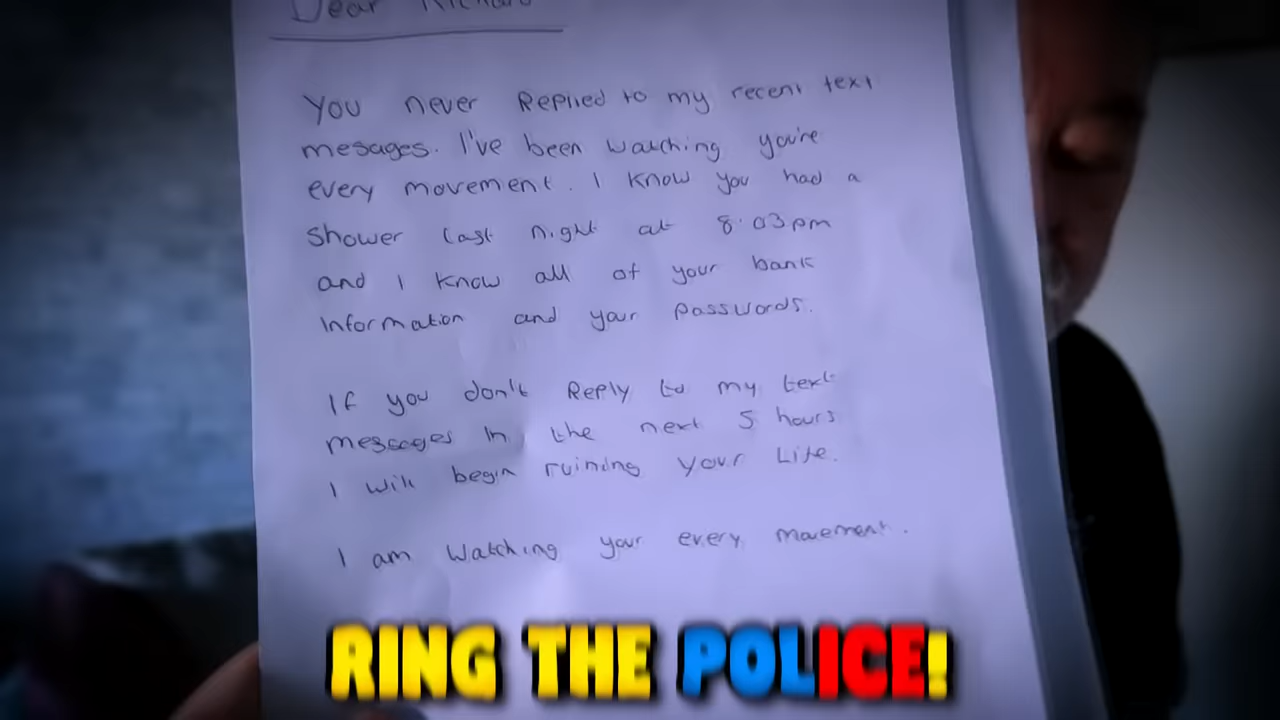 Dear Richard
You never Replied to my recent text
mesages. I've been watching you're
every movement. I know you had a
shower last night at 8:03pm
and I know all of your bank
Information and your passwords.
If you don't Reply to my text
messages In the next 5 hours
I will begin ruining your Life.
I am watching your every movement.
RING THE POLICE!